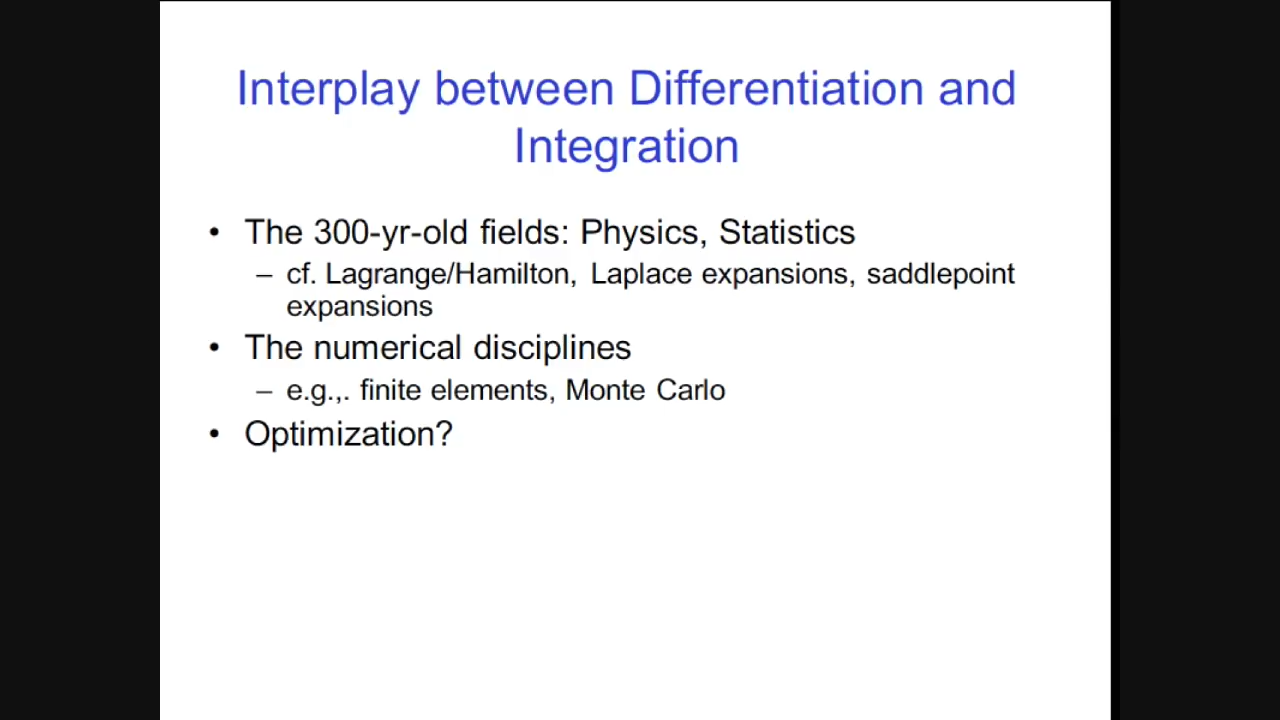 Interplay between Differentiation and
Integration
• The 300-yr-old fields: Physics, Statistics
– cf. Lagrange/Hamilton, Laplace expansions, saddlepoint
expansions
• The numerical disciplines
– e.g.,. finite elements, Monte Carlo
• Optimization?